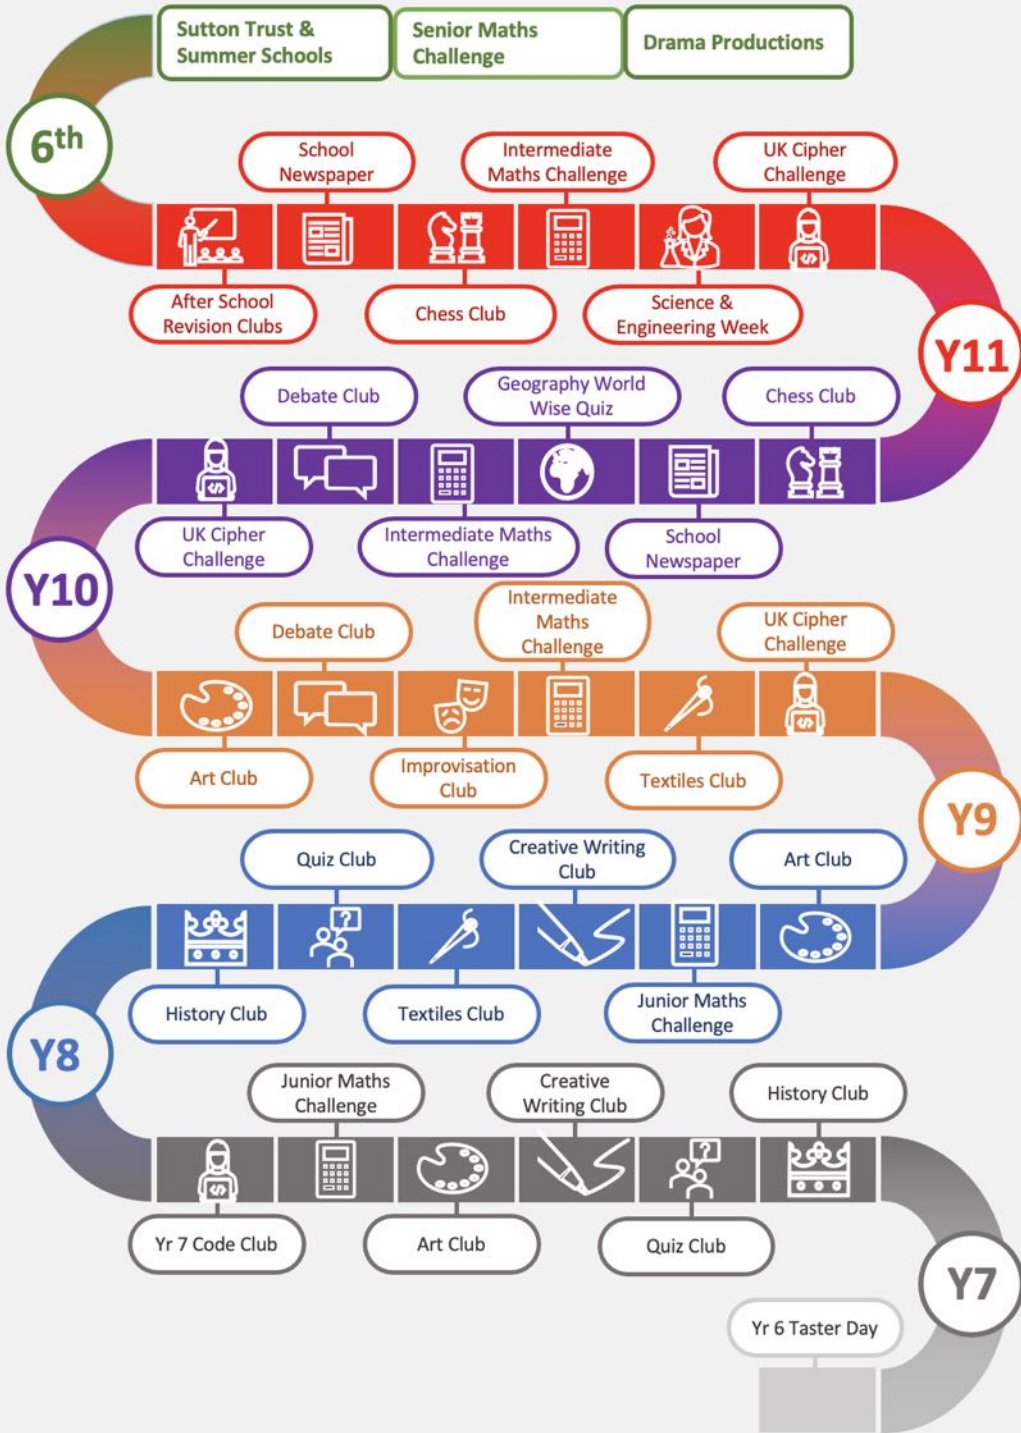 Sutton Trust &
Summer Schools
Senior Maths
Challenge
Drama Productions
6th
School
Newspaper
Intermediate
Maths Challenge
UK Cipher
Challenge
After School
Revision Clubs
Chess Club
Science &
Engineering Week
Y11
Debate Club
Geography World
Wise Quiz
Chess Club
UK Cipher
Challenge
Intermediate Maths
Challenge
School
Newspaper
Y10
Debate Club
Intermediate
Maths
Challenge
UK Cipher
Challenge
Art Club
Improvisation
Club
Textiles Club
Y9
Quiz Club
Creative Writing
Club
Art Club
History Club
Textiles Club
Junior Maths
Challenge
Y8
Junior Maths
Challenge
Creative
Writing Club
History Club
Yr 7 Code Club
Art Club
Quiz Club
Y7
Yr 6 Taster Day